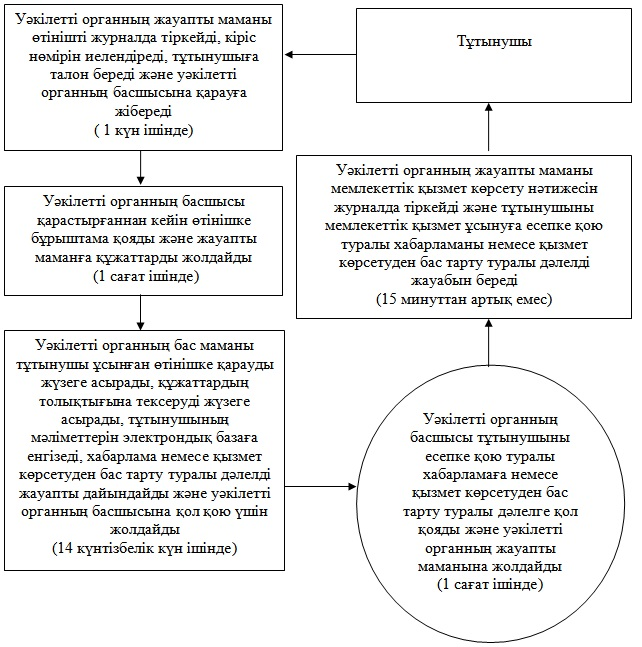 Тұтынушы
Уәкілетті органның жауапты маманы
өтінішті журналда тіркейді, кіріс
нөмірін иелендіреді, тұтынушыға
талон береді және уәкілетті
органның басшысына қарауға
жібереді
( 1 күн ішінде)
Уәкілетті органның басшысы
қарастырғаннан кейін өтінішке
бұрыштама қояды және жауапты
маманға құжаттарды жолдайды
(1 сағат ішінде)
Уәкілетті органның бас маманы
тұтынушы ұсынған өтінішке қарауды
жүзеге асырады, құжаттардың
толықтығына тексеруді жүзеге
асырады, тұтынушының
мәліметтерін электрондық базаға
енгізеді, хабарлама немесе қызмет
көрсетуден бас тарту туралы дәлелді
жауапты дайындайды және уәкілетті
органның басшысына қол қою үшін
жолдайды
(14 күнтізбелік күн ішінде)
Уәкілетті органның
басшысы тұтынушыны
есепке қою туралы
хабарламаға немесе
қызмет көрсетуден бас
тарту туралы дәлелге қол
қояды және уәкілетті
органның жауапты
маманына жолдайды
(1 сағат ішінде)
Уәкілетті органның жауапты маманы
мемлекеттік қызмет көрсету нәтижесін
журналда тіркейді және тұтынушыны
мемлекеттік қызмет ұсынуға есепке қою
туралы хабарламаны немесе қызмет
көрсетуден бас тарту туралы дәлелді
жауабын береді
(15 минуттан артық емес)